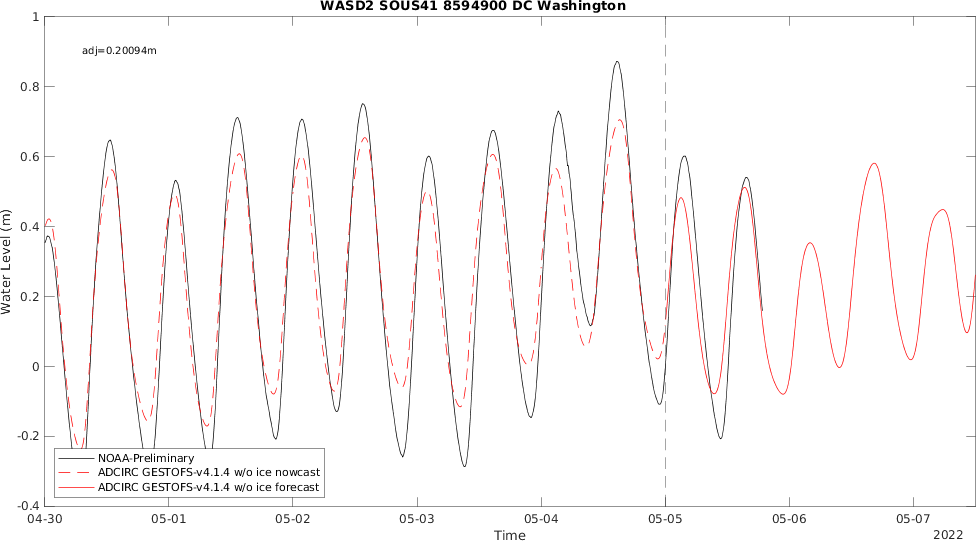 WASD2 SOUS41 8594900 DC Washington
1
adj=0.20094m
0.8
0.6
0.4
0.2
0
-0.2
-0.4
Water Level (m)
NOAA-Preliminary
ADCIRC GESTOFS-v4.1.4 w/o ice nowcast
ADCIRC GESTOFS-v4.1.4 w/o ice forecast
04-30 05-01 05-02 05-03 05-04 05-05 05-06 05-07
Time
2022